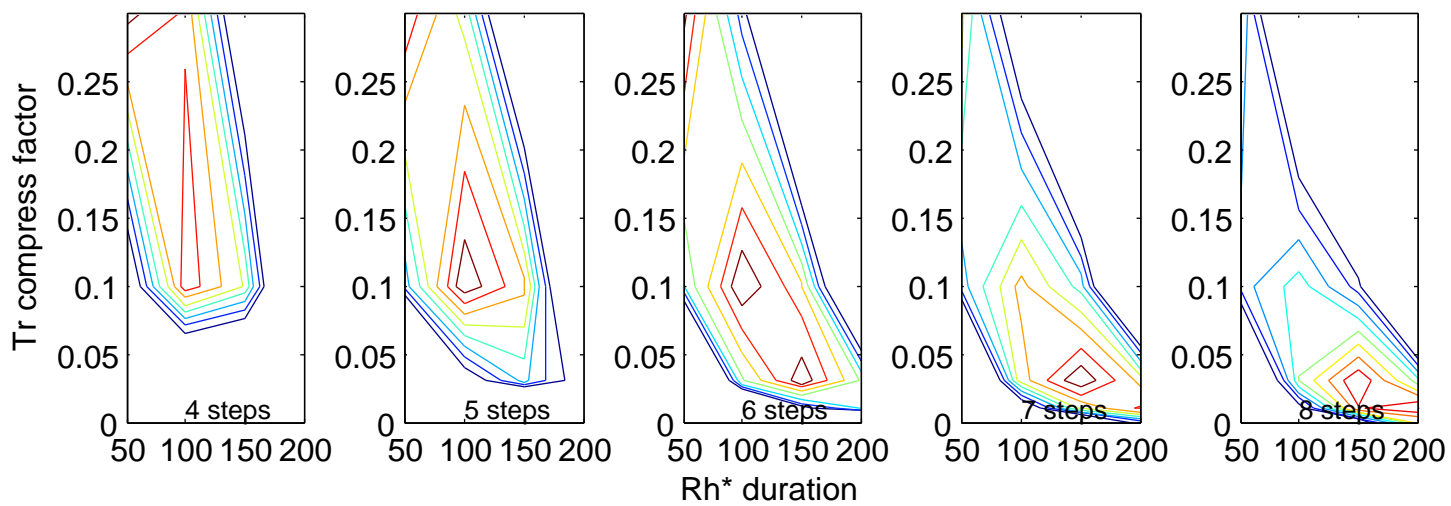 Tr compress factor
0.25 0.25 0.25 0.25 0.25
0.2 0.2 0.2 0.2 0.2
0.15 0.15 0.15 0.15 0.15
0.1 0.1 0.1 0.1 0.1
0.05 0.05 0.05 0.05 0.05
4 steps 5 steps 6 steps 7 steps 8 steps
0 0 0 0 0
50 100 150 200 50 100 150 200 50 100 150 200 50 100 150 200 50 100 150 200
Rh* duration